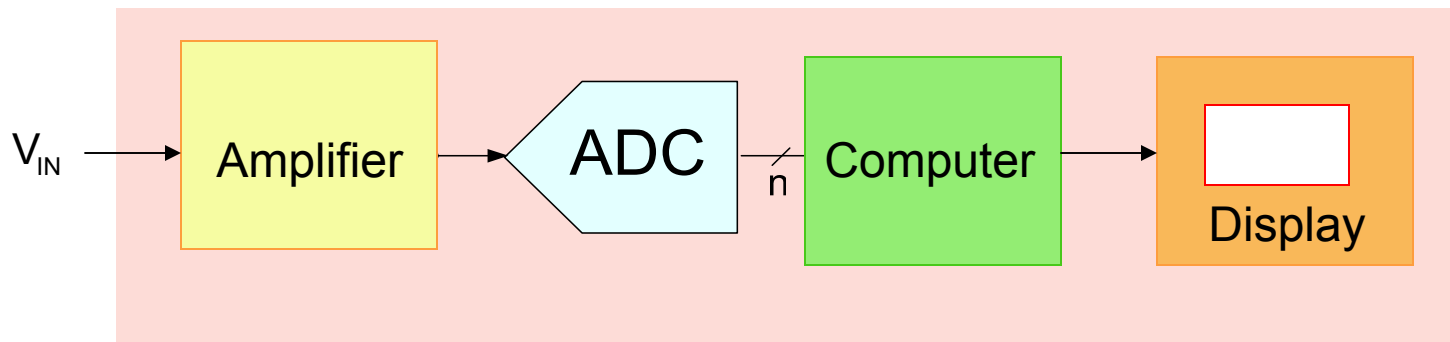 V_IN
Amplifier
ADC
n
Computer
Display